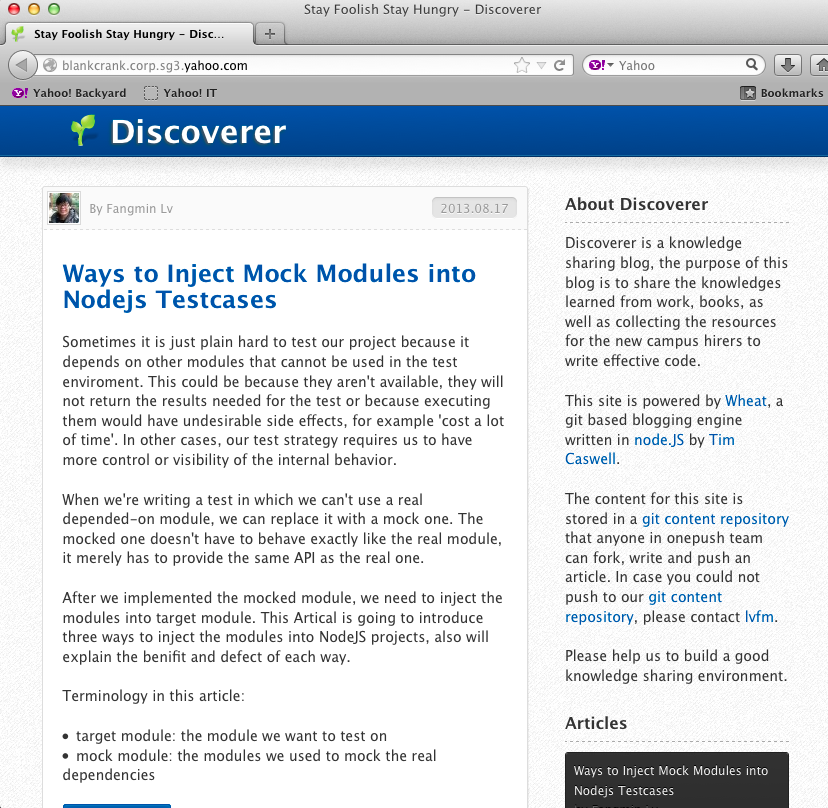 Stay Foolish Stay Hungry – Discoverer
Stay Foolish Stay Hungry – Disc...
blankcrank.corp.sg3.yahoo.com
Y! Yahoo
Y! Yahoo! Backyard
Yahoo! IT
Bookmarks
Discoverer
By Fangmin Lv
2013.08.17
Ways to Inject Mock Modules into
Nodejs Testcases
Sometimes it is just plain hard to test our project because it
depends on other modules that cannot be used in the test
enviroment. This could be because they aren't available, they will
not return the results needed for the test or because executing
them would have undesirable side effects, for example 'cost a lot
of time'. In other cases, our test strategy requires us to have
more control or visibility of the internal behavior.
When we're writing a test in which we can't use a real
depended-on module, we can replace it with a mock one. The
mocked one doesn't have to behave exactly like the real module,
it merely has to provide the same API as the real one.
After we implemented the mocked module, we need to inject the
modules into target module. This Artical is going to introduce
three ways to inject the modules into NodeJS projects, also will
explain the benifit and defect of each way.
Terminology in this article:
• target module: the module we want to test on
• mock module: the modules we used to mock the real
dependencies
About Discoverer
Discoverer is a knowledge
sharing blog, the purpose of this
blog is to share the knowledges
learned from work, books, as
well as collecting the resources
for the new campus hirers to
write effective code.
This site is powered by Wheat, a
git based blogging engine
written in node.JS by Tim
Caswell.
The content for this site is
stored in a git content repository
that anyone in onepush team
can fork, write and push an
article. In case you could not
push to our git content
repository, please contact lvfm.
Please help us to build a good
knowledge sharing environment.
Articles
Ways to Inject Mock Modules into
Nodejs Testcases